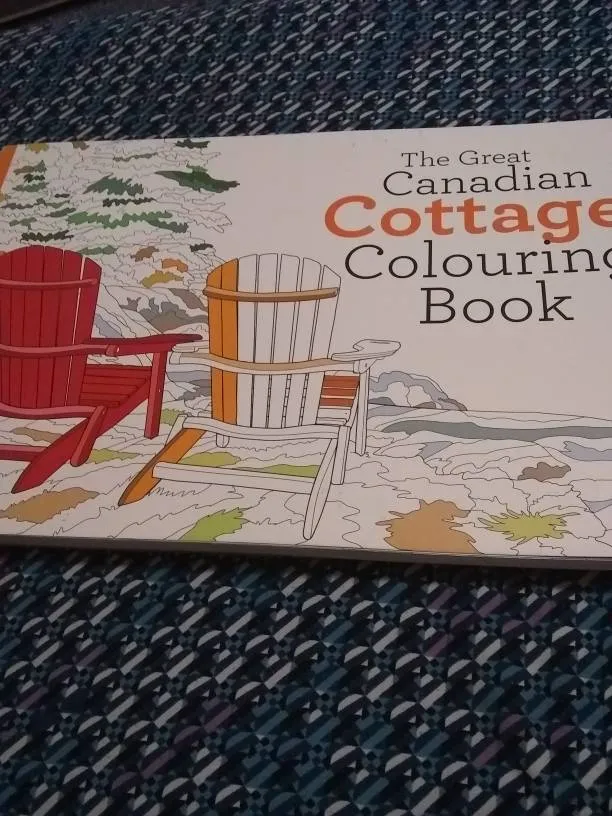 The Great
Canadian
Cottage
Colouring
Book